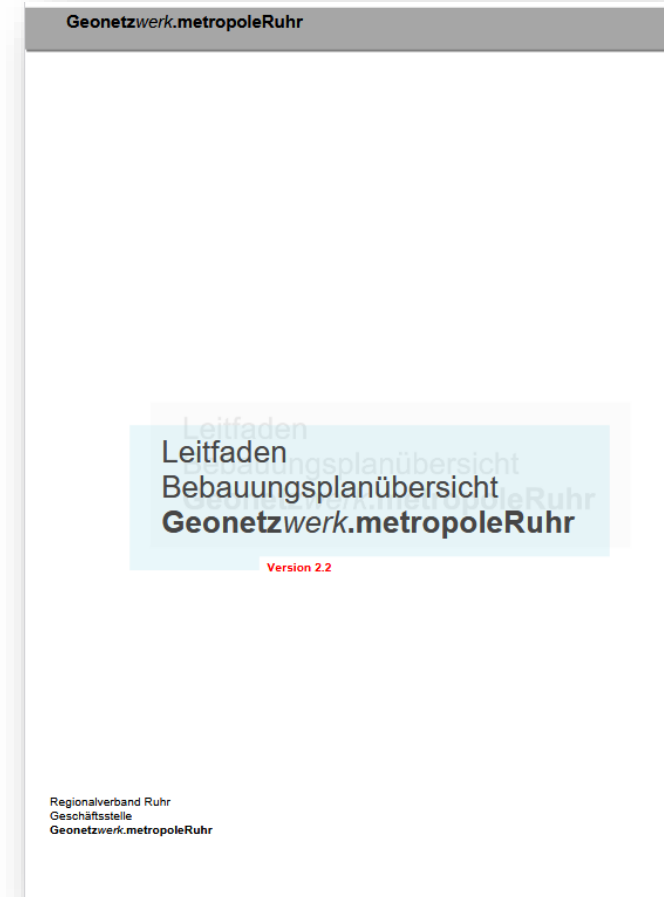 Geonetzwerk.metropoleRuhr
Leitfaden
Bebauungsplanübersicht
Geonetzwerk.metropoleRuhr
Version 2.2
Regionalverband Ruhr
Geschäftsstelle
Geonetzwerk.metropoleRuhr